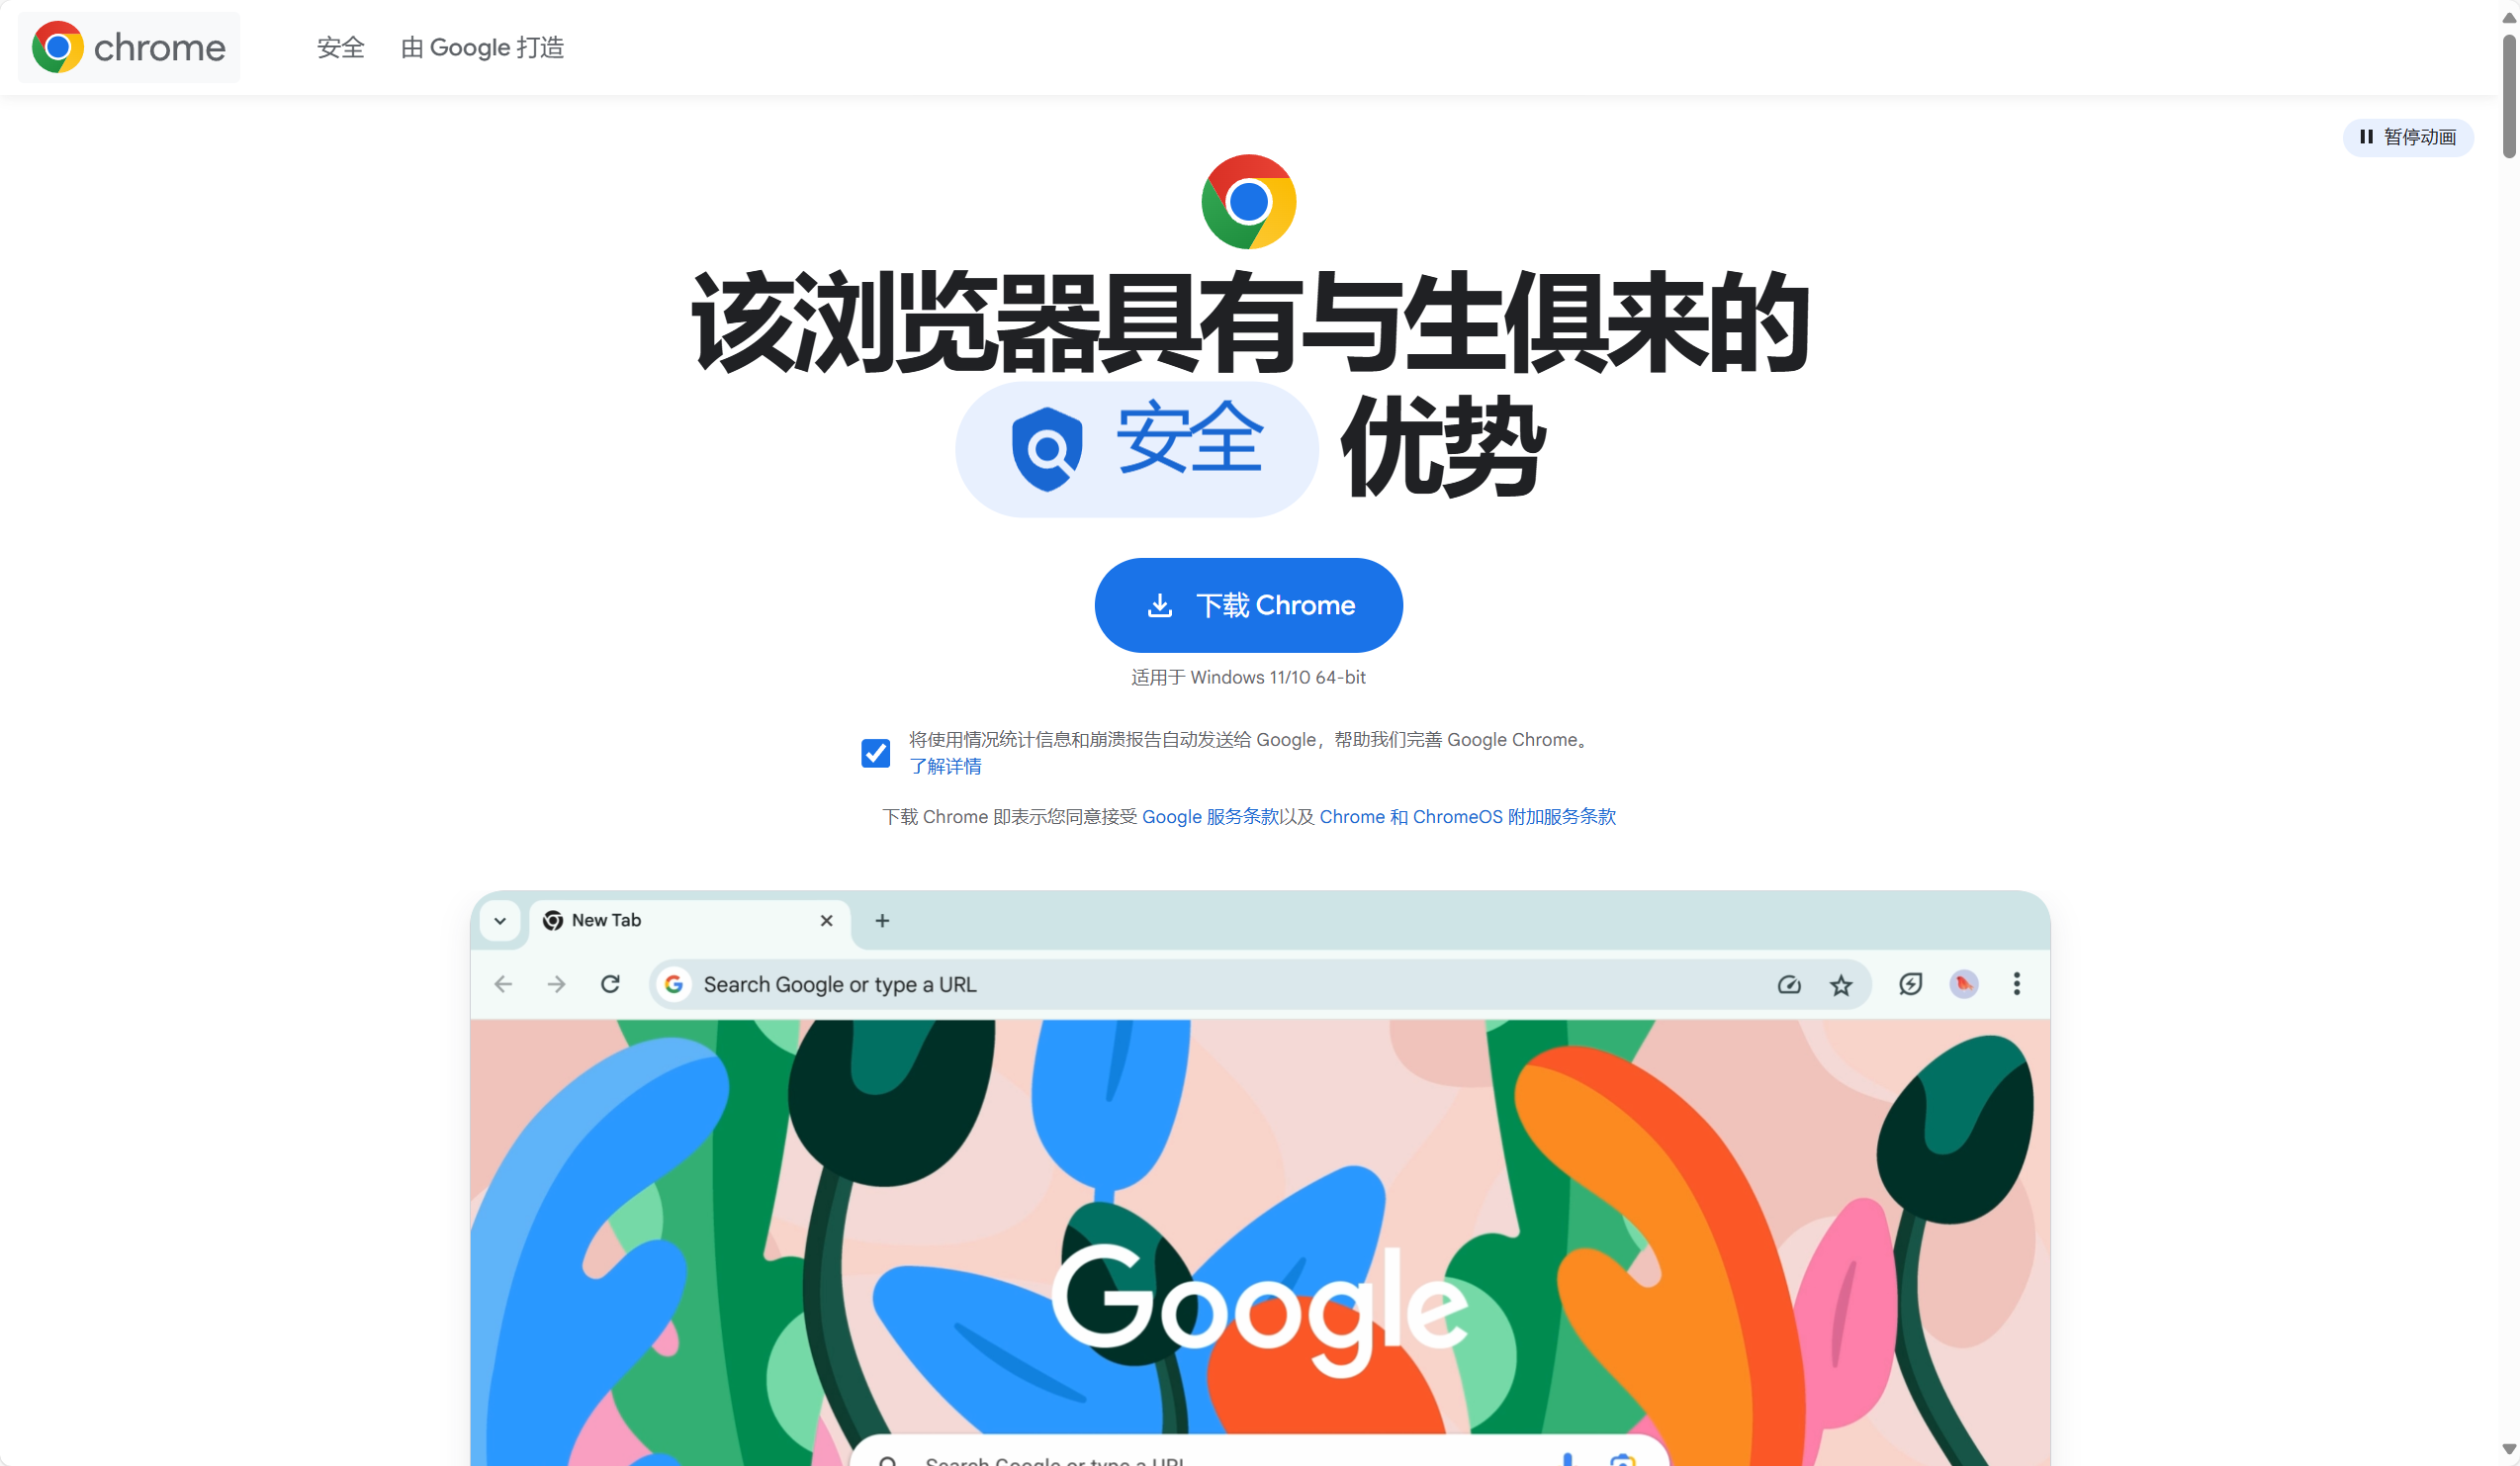 chrome
安全
由 Google 打造
暂停动画
该浏览器具有与生俱来的
安全 优势
下载 Chrome
适用于 Windows 11/10 64-bit
将使用情况统计信息和崩溃报告自动发送给 Google，帮助我们完善 Google Chrome。
了解详情
下载 Chrome 即表示您同意接受 Google 服务条款以及 Chrome 和 ChromeOS 附加服务条款
New Tab
Search Google or type a URL
Google
Search Google or type a URL